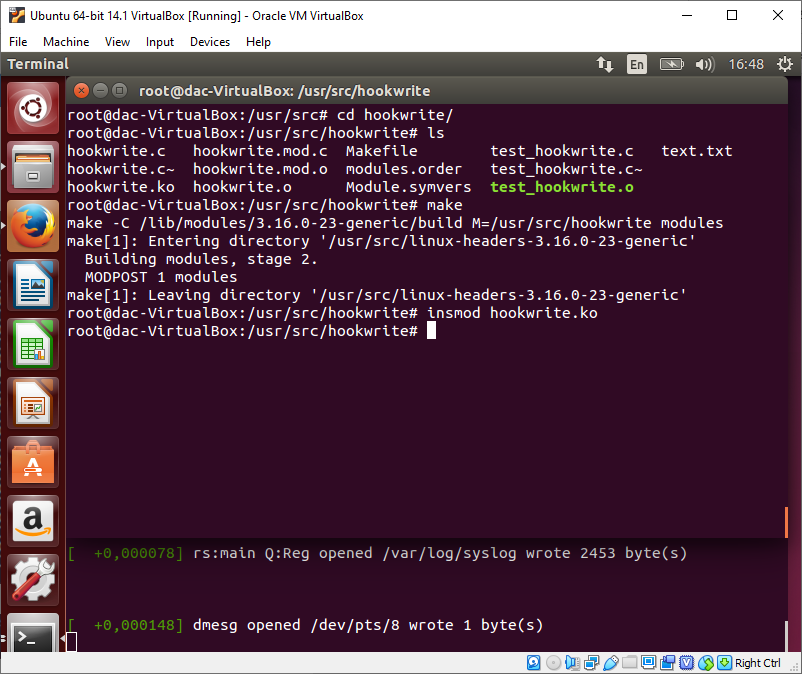 Ubuntu 64-bit 14.1 VirtualBox [Running] - Oracle VM VirtualBox
File Machine View Input Devices Help
Terminal En 16:48
root@dac-VirtualBox: /usr/src/hookwrite
root@dac-VirtualBox:/usr/src# cd hookwrite/
root@dac-VirtualBox:/usr/src/hookwrite# ls
hookwrite.c hookwrite.mod.c Makefile test_hookwrite.c text.txt
hookwrite.c~ hookwrite.mod.o modules.order test_hookwrite.c~
hookwrite.ko hookwrite.o Module.symvers test_hookwrite.o
root@dac-VirtualBox:/usr/src/hookwrite# make
make -C /lib/modules/3.16.0-23-generic/build M=/usr/src/hookwrite modules
make[1]: Entering directory '/usr/src/linux-headers-3.16.0-23-generic'
Building modules, stage 2.
MODPOST 1 modules
make[1]: Leaving directory '/usr/src/linux-headers-3.16.0-23-generic'
root@dac-VirtualBox:/usr/src/hookwrite# insmod hookwrite.ko
root@dac-VirtualBox:/usr/src/hookwrite#
[ +0,000078] rs:main Q:Reg opened /var/log/syslog wrote 2453 byte(s)
[ +0,000148] dmesg opened /dev/pts/8 wrote 1 byte(s)
Right Ctrl